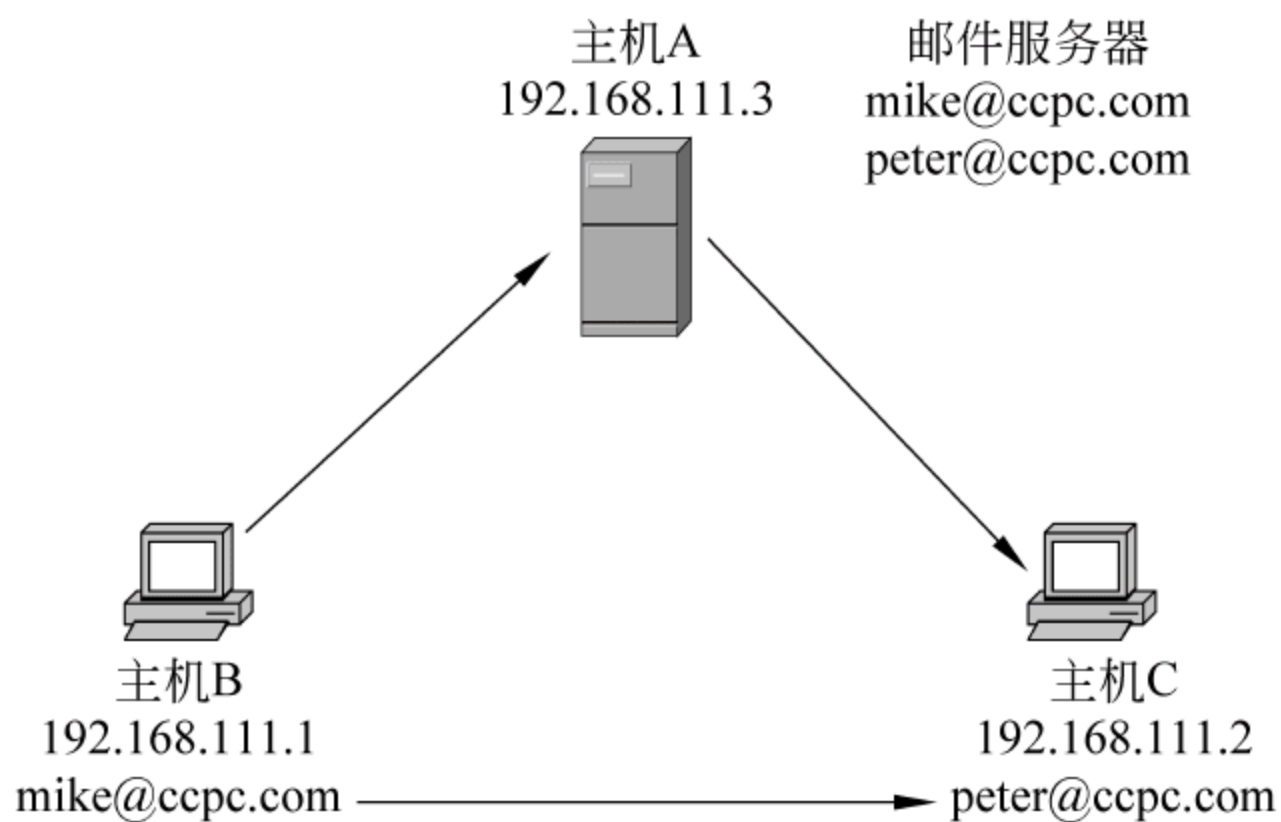 主机A
192.168.111.3
邮件服务器
mike@ccpc.com
peter@ccpc.com
主机B
192.168.111.1
mike@ccpc.com
主机C
192.168.111.2
peter@ccpc.com